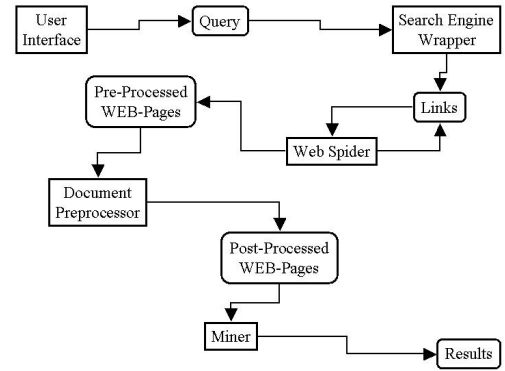 User
Interface
Query
Search Engine
Wrapper
Pre-Processed
WEB-Pages
Links
Web Spider
Document
Preprocessor
Post-Processed
WEB-Pages
Miner
Results